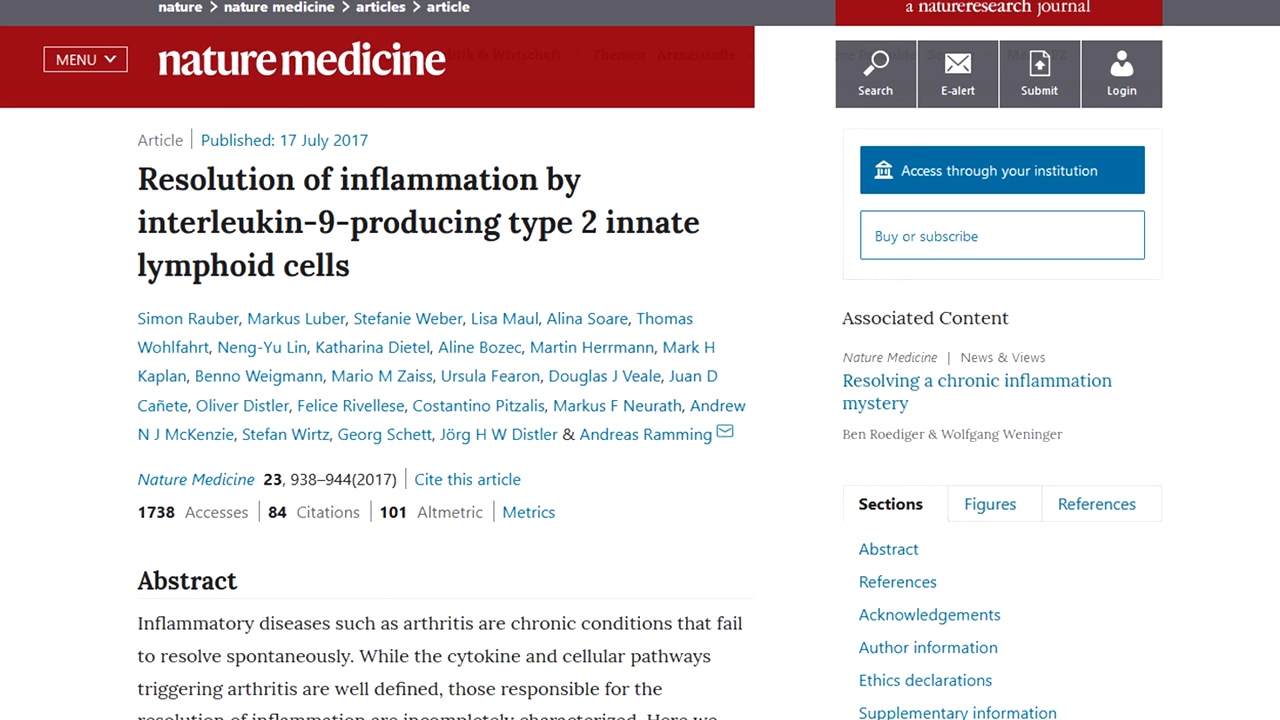 nature > nature medicine > articles > article
a natureresearch journal
MENU
nature medicine
Search
E-alert
Submit
Login
Article | Published: 17 July 2017
Resolution of inflammation by
interleukin-9-producing type 2 innate
lymphoid cells
Simon Rauber, Markus Luber, Stefanie Weber, Lisa Maul, Alina Soare, Thomas
Wohlfahrt, Neng-Yu Lin, Katharina Dietel, Aline Bozec, Martin Herrmann, Mark H
Kaplan, Benno Weigmann, Mario M Zaiss, Ursula Fearon, Douglas J Veale, Juan D
Cañete, Oliver Distler, Felice Rivellese, Costantino Pitzalis, Markus F Neurath, Andrew
N J McKenzie, Stefan Wirtz, Georg Schett, Jörg H W Distler & Andreas Ramming
Nature Medicine 23, 938–944(2017) | Cite this article
1738 Accesses | 84 Citations | 101 Altmetric | Metrics
Abstract
Inflammatory diseases such as arthritis are chronic conditions that fail
to resolve spontaneously. While the cytokine and cellular pathways
triggering arthritis are well defined, those responsible for the
resolution of inflammation are incompletely characterized. Here we
Access through your institution
Buy or subscribe
Associated Content
Nature Medicine | News & Views
Resolving a chronic inflammation
mystery
Ben Roediger & Wolfgang Weninger
Sections
Figures
References
Abstract
References
Acknowledgements
Author information
Ethics declarations
Supplementary information